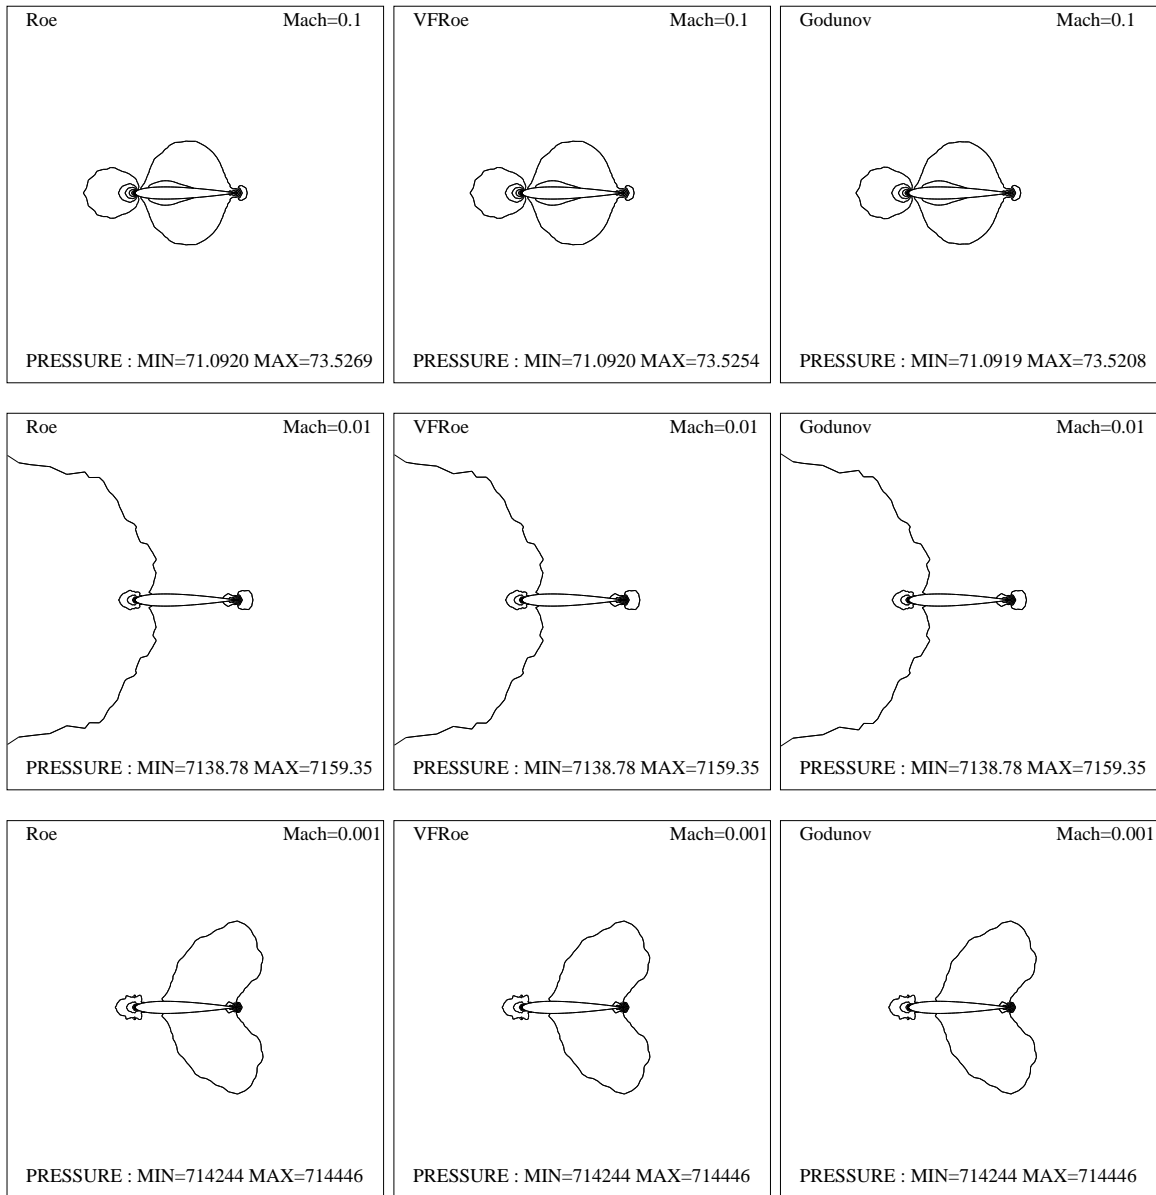 Roe Mach=0.1
PRESSURE : MIN=71.0920 MAX=73.5269
VFRoe Mach=0.1
PRESSURE : MIN=71.0920 MAX=73.5254
Godunov Mach=0.1
PRESSURE : MIN=71.0919 MAX=73.5208
Roe Mach=0.01
PRESSURE : MIN=7138.78 MAX=7159.35
VFRoe Mach=0.01
PRESSURE : MIN=7138.78 MAX=7159.35
Godunov Mach=0.01
PRESSURE : MIN=7138.78 MAX=7159.35
Roe Mach=0.001
PRESSURE : MIN=714244 MAX=714446
VFRoe Mach=0.001
PRESSURE : MIN=714244 MAX=714446
Godunov Mach=0.001
PRESSURE : MIN=714244 MAX=714446